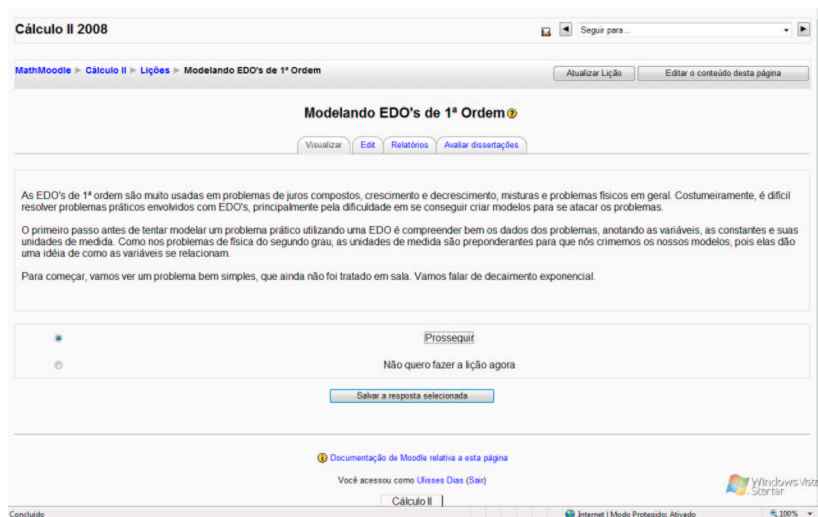 Cálculo II 2008
Seguir para...
MathMoodle ► Cálculo II ► Lições ► Modelando EDO's de 1ª Ordem
Atualizar Lição
Editar o conteúdo desta página
Modelando EDO's de 1ª Ordem
Visualizar
Edit
Relatórios
Avaliar dissertações
As EDO's de 1ª ordem são muito usadas em problemas de juros compostos, crescimento e decrescimento, misturas e problemas físicos em geral. Costumeiramente, é difícil
resolver problemas práticos envolvidos com EDO's, principalmente pela dificuldade em se conseguir criar modelos para se atacar os problemas.
O primeiro passo antes de tentar modelar um problema prático utilizando uma EDO é compreender bem os dados dos problemas, anotando as variáveis, as constantes e suas
unidades de medida. Como nos problemas de física do segundo grau, as unidades de medida são preponderantes para que nós crimemos os nossos modelos, pois elas dão
uma idéia de como as variáveis se relacionam.
Para começar, vamos ver um problema bem simples, que ainda não foi tratado em sala. Vamos falar de decaimento exponencial.
Prosseguir
Não quero fazer a lição agora
Salvar a resposta selecionada
Documentação de Moodle relativa a esta página
Você acessou como Ulisses Dias (Sair)
Cálculo II
Windows Vista
Starter
Concluído
Internet | Modo Protegido: Ativado
100%